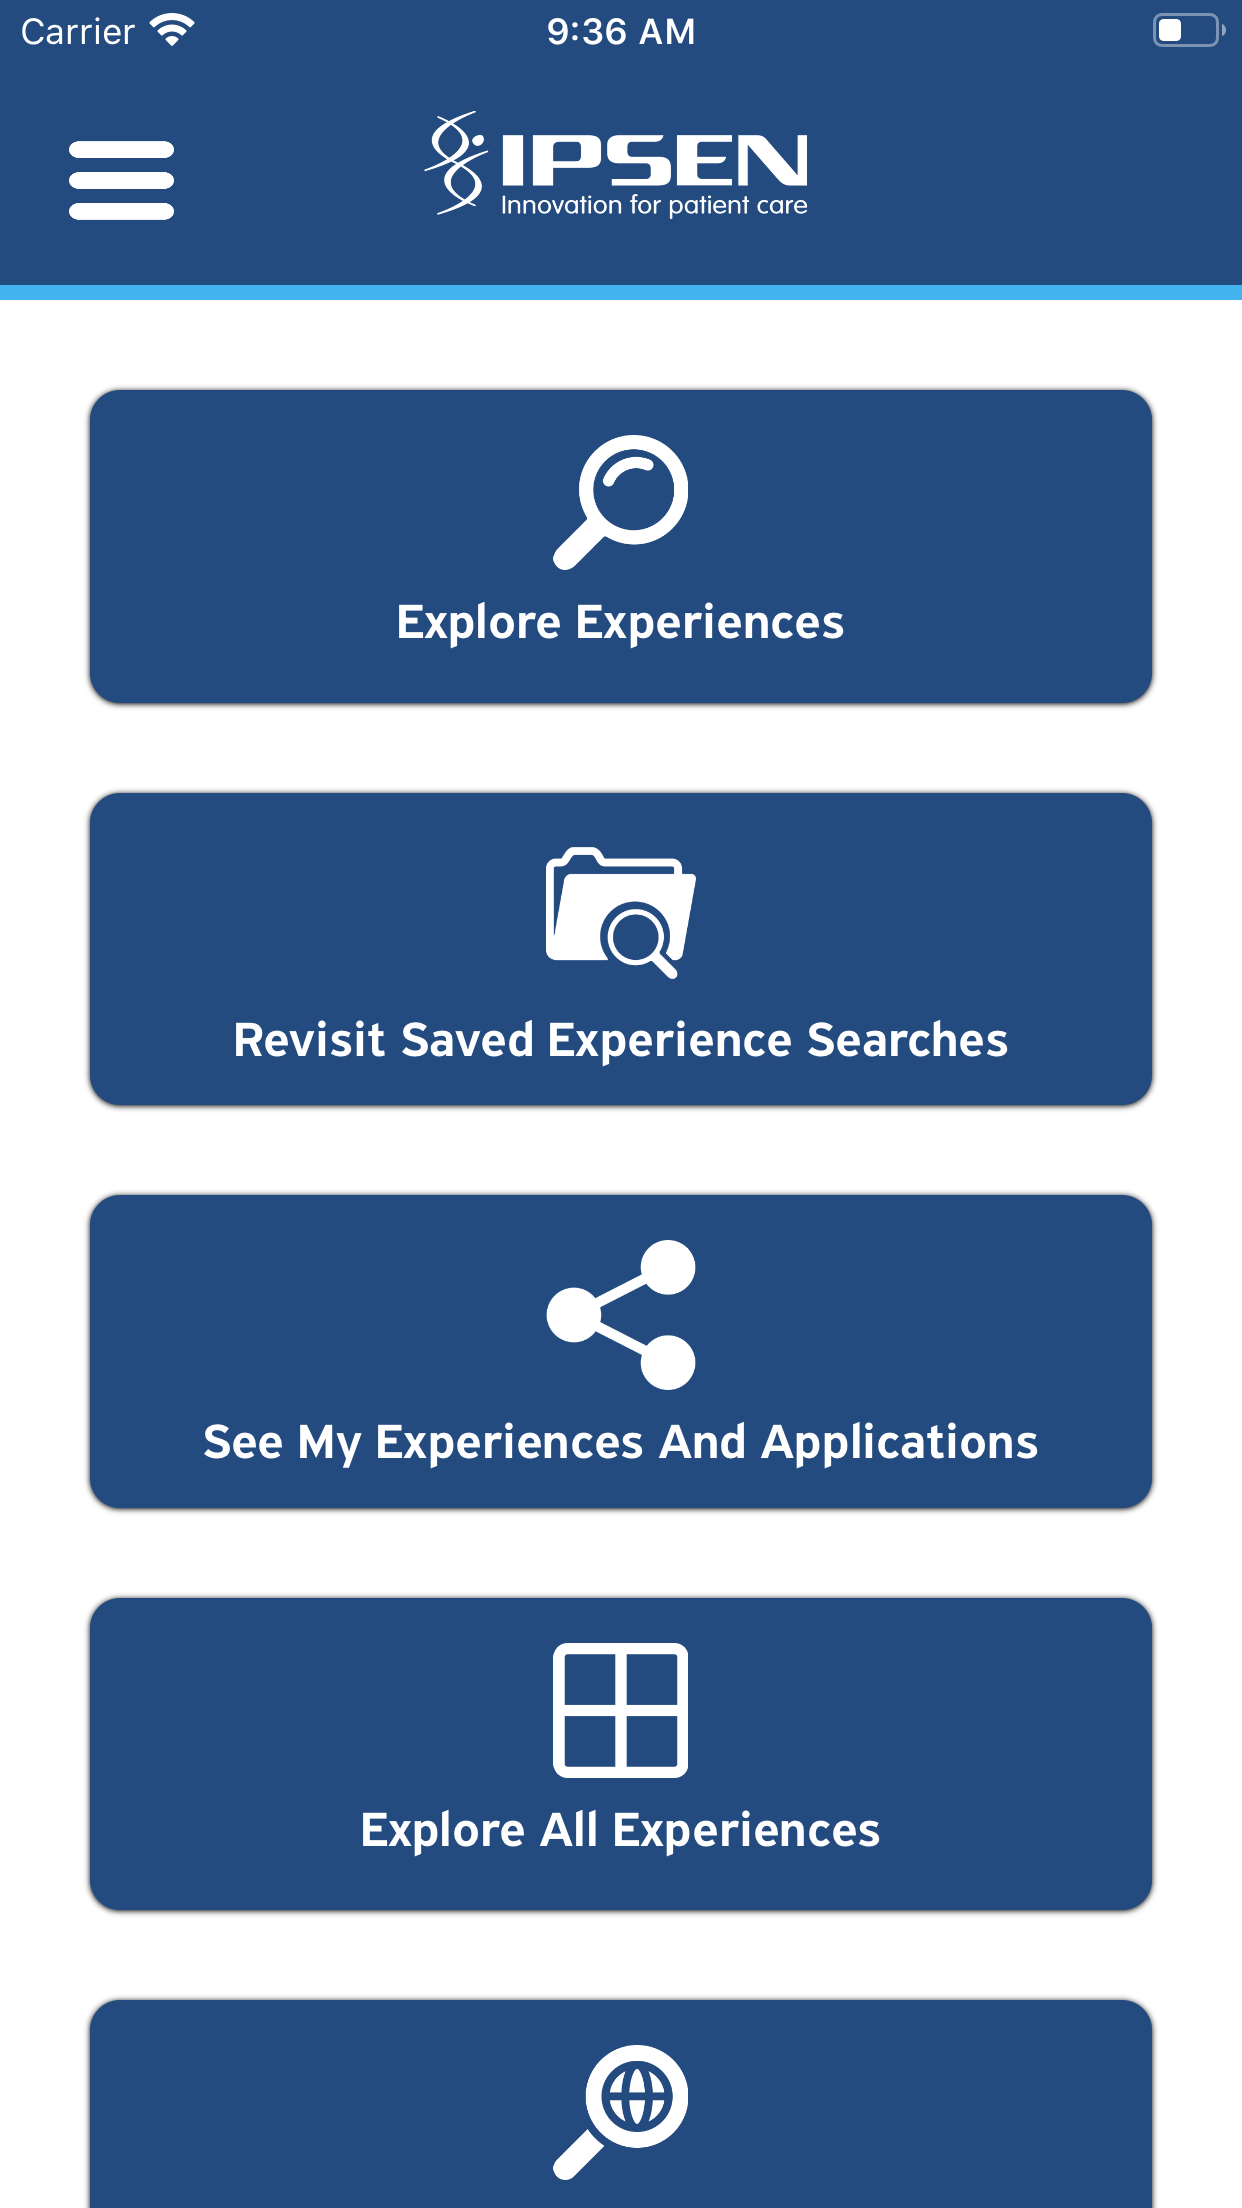 Carrier 9:36 AM
IPSEN
Innovation for patient care
Explore Experiences
Revisit Saved Experience Searches
See My Experiences And Applications
Explore All Experiences